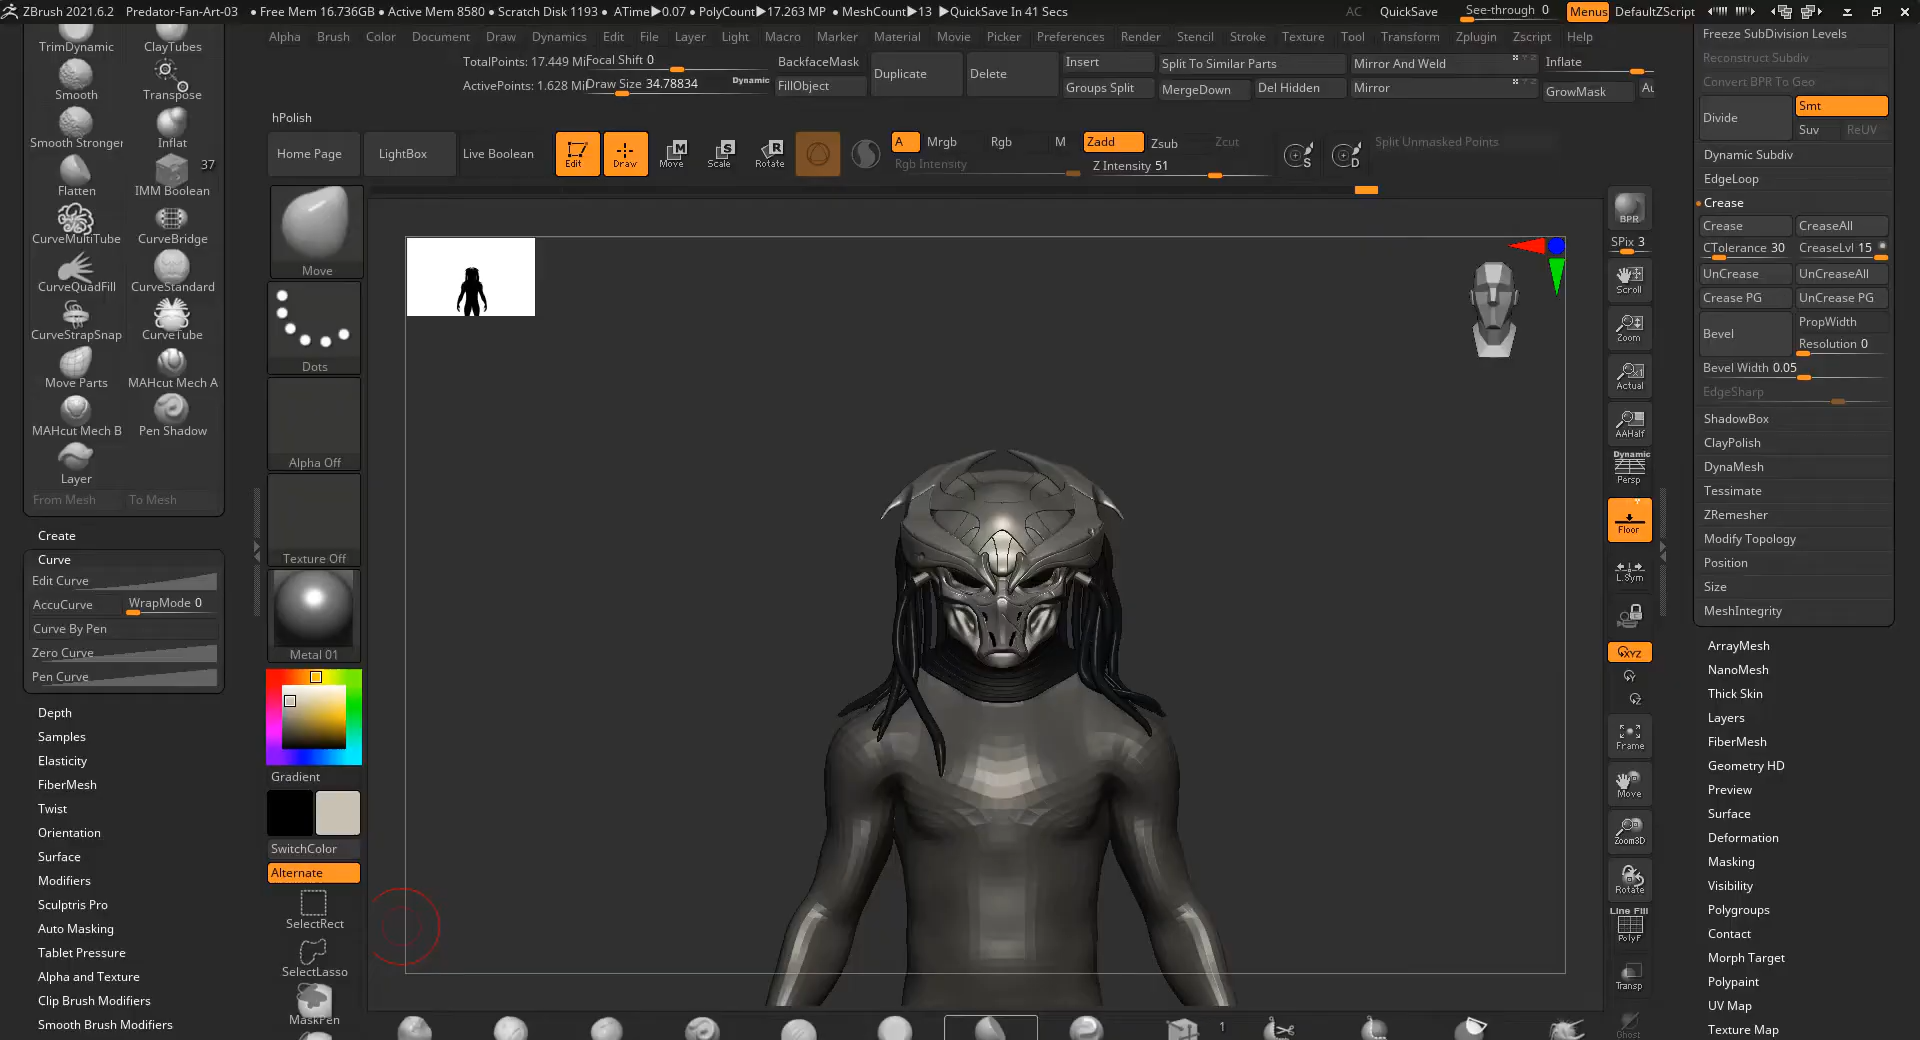 ZBrush 2021.6.2 Predator-Fan-Art-03 ● Free Mem 16.736GB ● Active Mem 8580 ● Scratch Disk 1193 ● ATime▶0.07 ● PolyCount▶17.263 MP ● MeshCount▶13 ▶QuickSave In 41 Secs AC QuickSave See-through 0 Menus DefaultZScript
Alpha Brush Color Document Draw Dynamics Edit File Layer Light Macro Marker Material Movie Picker Preferences Render Stencil Stroke Texture Tool Transform Zplugin Zscript Help
TrimDynamic ClayTubes
Smooth Transpose
Smooth Stronger Inflat
37
Flatten IMM Boolean
CurveMultiTube CurveBridge
CurveQuadFill CurveStandard
CurveStrapSnap CurveTube
Move Parts MAHcut Mech A
MAHcut Mech B Pen Shadow
Layer
From Mesh To Mesh
Create
Curve
Edit Curve
AccuCurve WrapMode 0
Curve By Pen
Zero Curve
Pen Curve
Depth
Samples
Elasticity
FiberMesh
Twist
Orientation
Surface
Modifiers
Sculptris Pro
Auto Masking
Tablet Pressure
Alpha and Texture
Clip Brush Modifiers
Smooth Brush Modifiers
TotalPoints: 17.449 Mi Focal Shift 0 BackfaceMask Duplicate Delete Insert Split To Similar Parts Mirror And Weld Inflate
ActivePoints: 1.628 Mi Draw Size 34.78834 Dynamic FillObject Groups Split MergeDown Del Hidden Mirror GrowMask Au
hPolish
Home Page LightBox Live Boolean Edit Draw Move Scale Rotate A Mrgb Rgb M Zadd Zsub Zcut Split Unmasked Points
M S R S D
Rgb Intensity Z Intensity 51
Move
Dots
Alpha Off
Texture Off
Metal 01
Gradient
SwitchColor
Alternate
SelectRect
SelectLasso
MaskPen
1
BPR
SPix 3
Scroll
Zoom
Actual
AAHalf
Dynamic
Persp
Floor
L.Sym
XYZ
Y
Z
Frame
Move
Zoom3D
Rotate
Line Fill
PolyF
Transp
Ghost
Freeze SubDivision Levels
Reconstruct Subdiv
Convert BPR To Geo
Divide Smt
Suv ReUV
Dynamic Subdiv
EdgeLoop
Crease
Crease CreaseAll
CTolerance 30 CreaseLvl 15
UnCrease UnCreaseAll
Crease PG UnCrease PG
Bevel PropWidth
Resolution 0
Bevel Width 0.05
EdgeSharp
ShadowBox
ClayPolish
DynaMesh
Tessimate
ZRemesher
Modify Topology
Position
Size
MeshIntegrity
ArrayMesh
NanoMesh
Thick Skin
Layers
FiberMesh
Geometry HD
Preview
Surface
Deformation
Masking
Visibility
Polygroups
Contact
Morph Target
Polypaint
UV Map
Texture Map